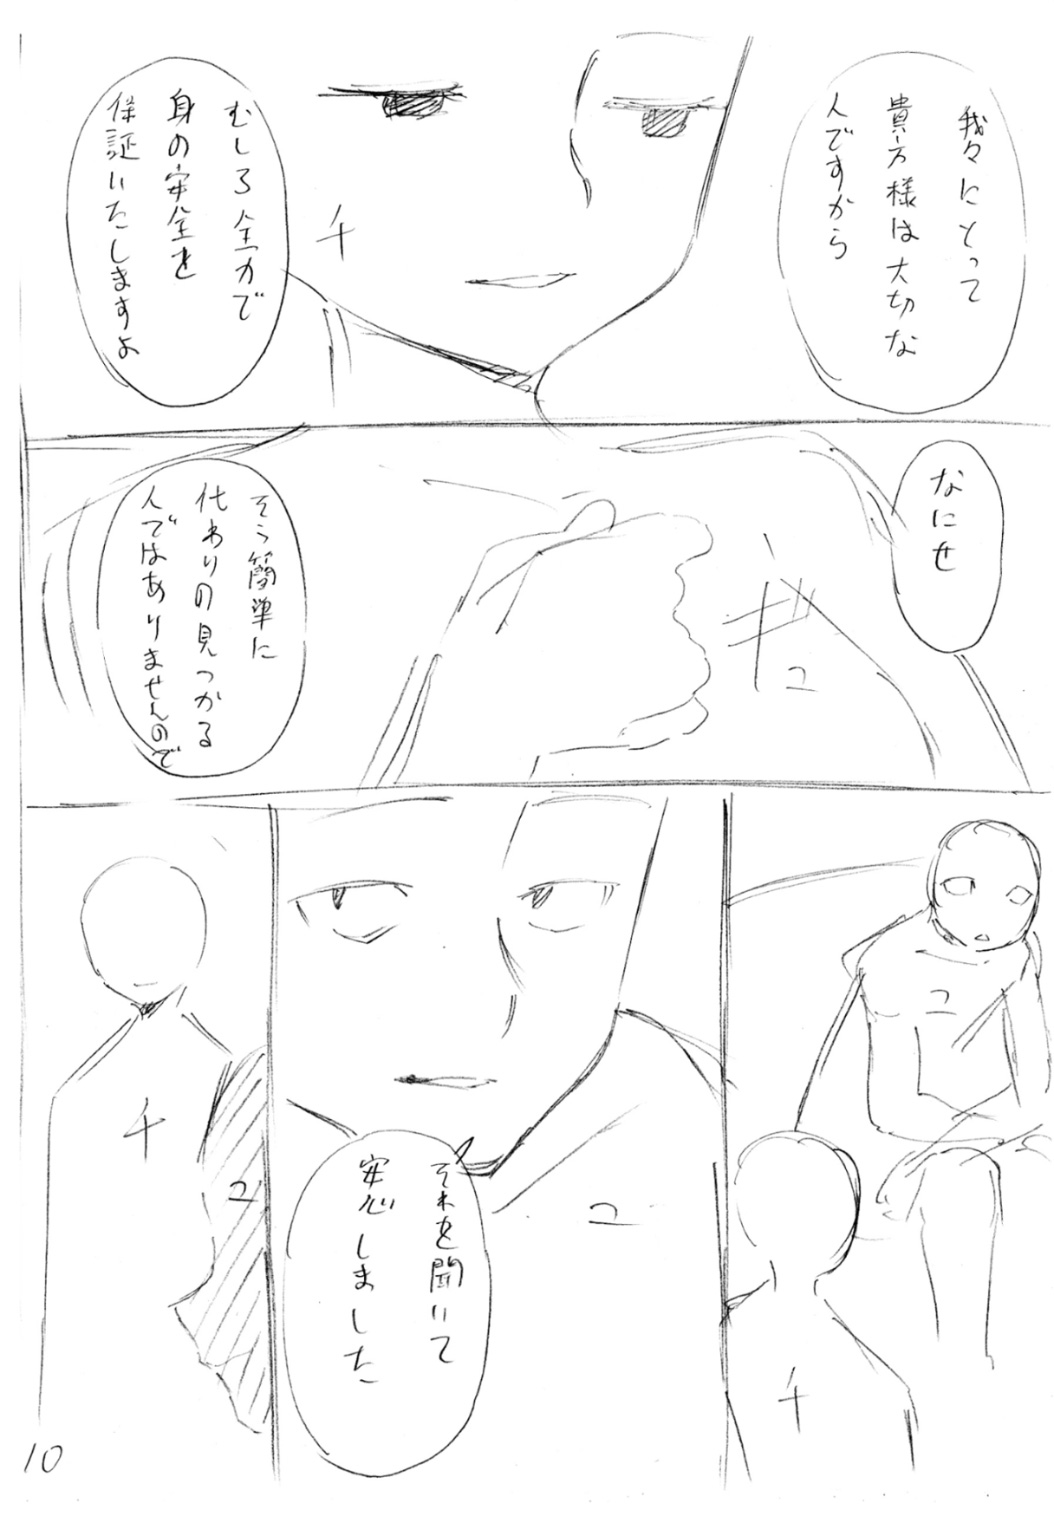 我々にとって
貴方様は大切な
人ですから
むしろ全力で
身の安全を
保証いたしますよ
チ
なにせ
ギュ
そう簡単に
代わりの見つかる
人ではありませんので
ユ
チ
それを聞いて
安心しました
ユ
チ
ユ
10